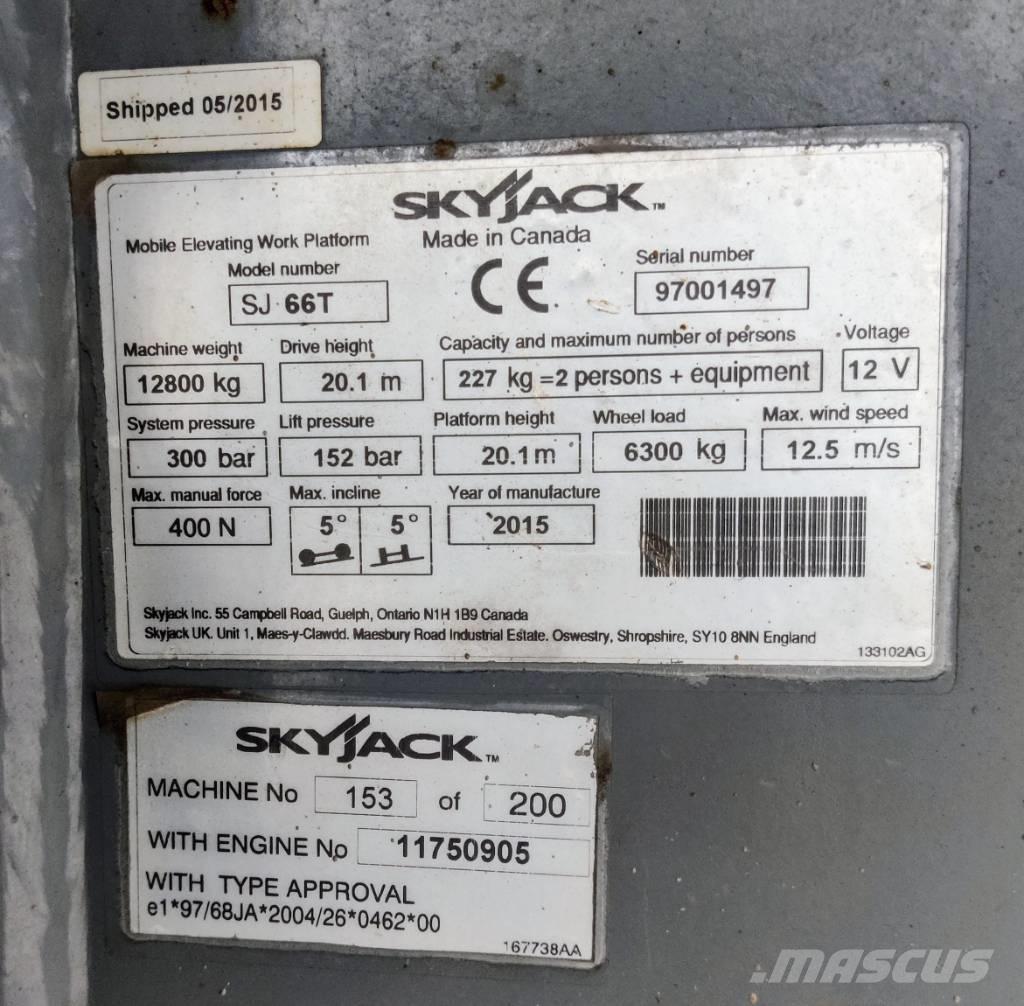 Shipped 05/2015
SKYJACK™
Mobile Elevating Work Platform
Made in Canada
Model number
SJ 66T
CE
Serial number
97001497
Machine weight
12800 kg
Drive height
20.1 m
Capacity and maximum number of persons
227 kg =2 persons + equipment
Voltage
12 V
System pressure
300 bar
Lift pressure
152 bar
Platform height
20.1m
Wheel load
6300 kg
Max. wind speed
12.5 m/s
Max. manual force
400 N
Max. incline
5° 5°
Year of manufacture
2015
Skyjack Inc. 55 Campbell Road, Guelph, Ontario N1H 1B9 Canada
Skyjack UK. Unit 1, Maes-y-Clawdd. Maesbury Road Industrial Estate. Oswestry, Shropshire, SY10 8NN England
133102AG
SKYJACK™
MACHINE No 153 of 200
WITH ENGINE No 11750905
WITH TYPE APPROVAL
e1*97/68JA*2004/26*0462*00
167738AA
MASCUS